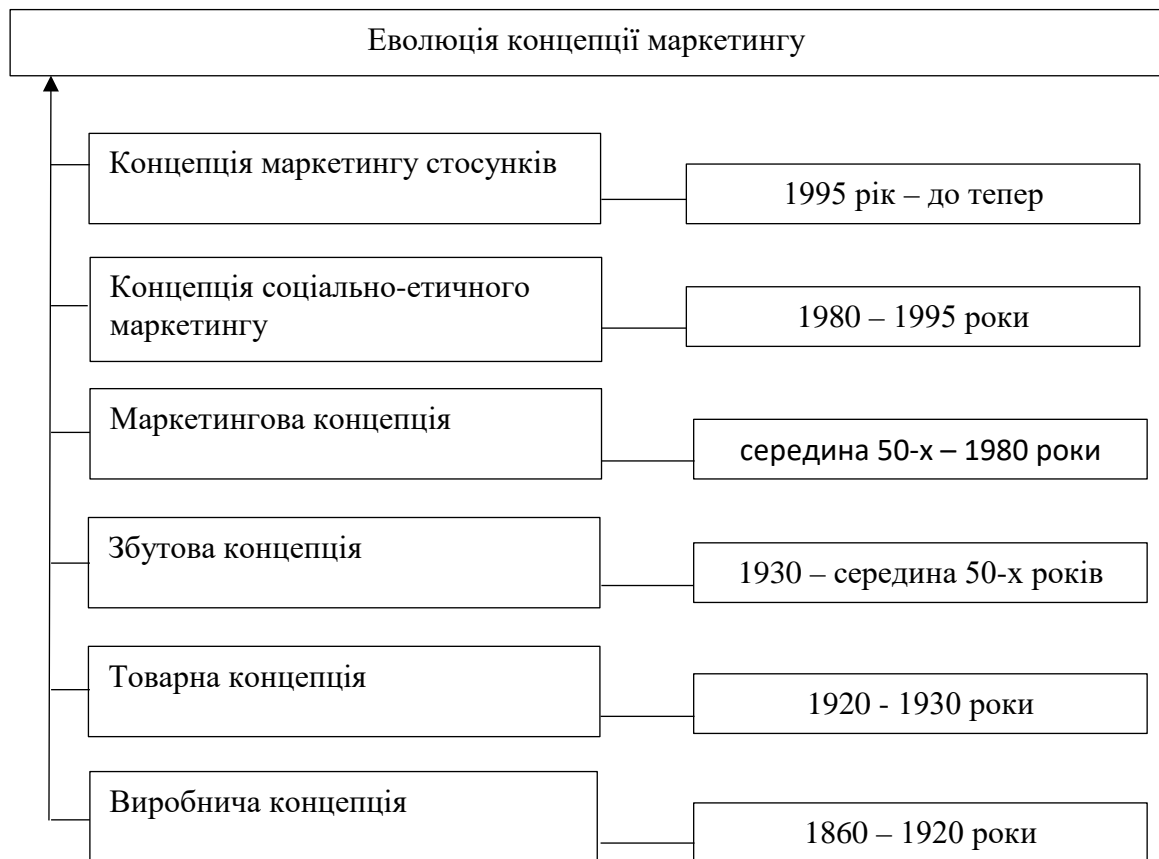 Еволюція концепції маркетингу
Концепція маркетингу стосунків
1995 рік – до тепер
Концепція соціально-етичного
маркетингу
1980 – 1995 роки
Маркетингова концепція
середина 50-х – 1980 роки
Збутова концепція
1930 – середина 50-х років
Товарна концепція
1920 - 1930 роки
Виробнича концепція
1860 – 1920 роки